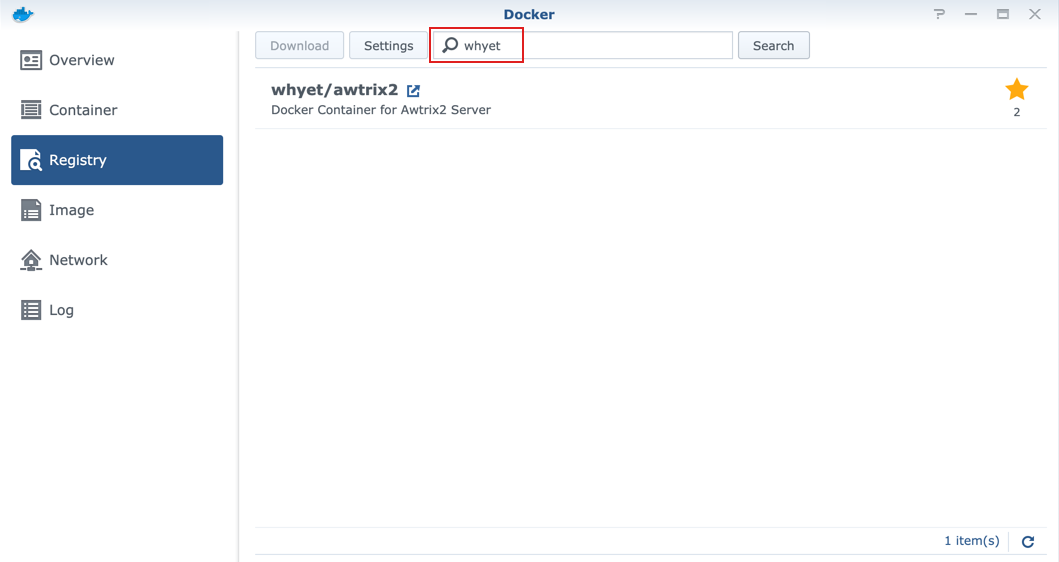 Docker
Overview
Container
Registry
Image
Network
Log
Download
Settings
whyet
Search
whyet/awtrix2
Docker Container for Awtrix2 Server
2
1 item(s)